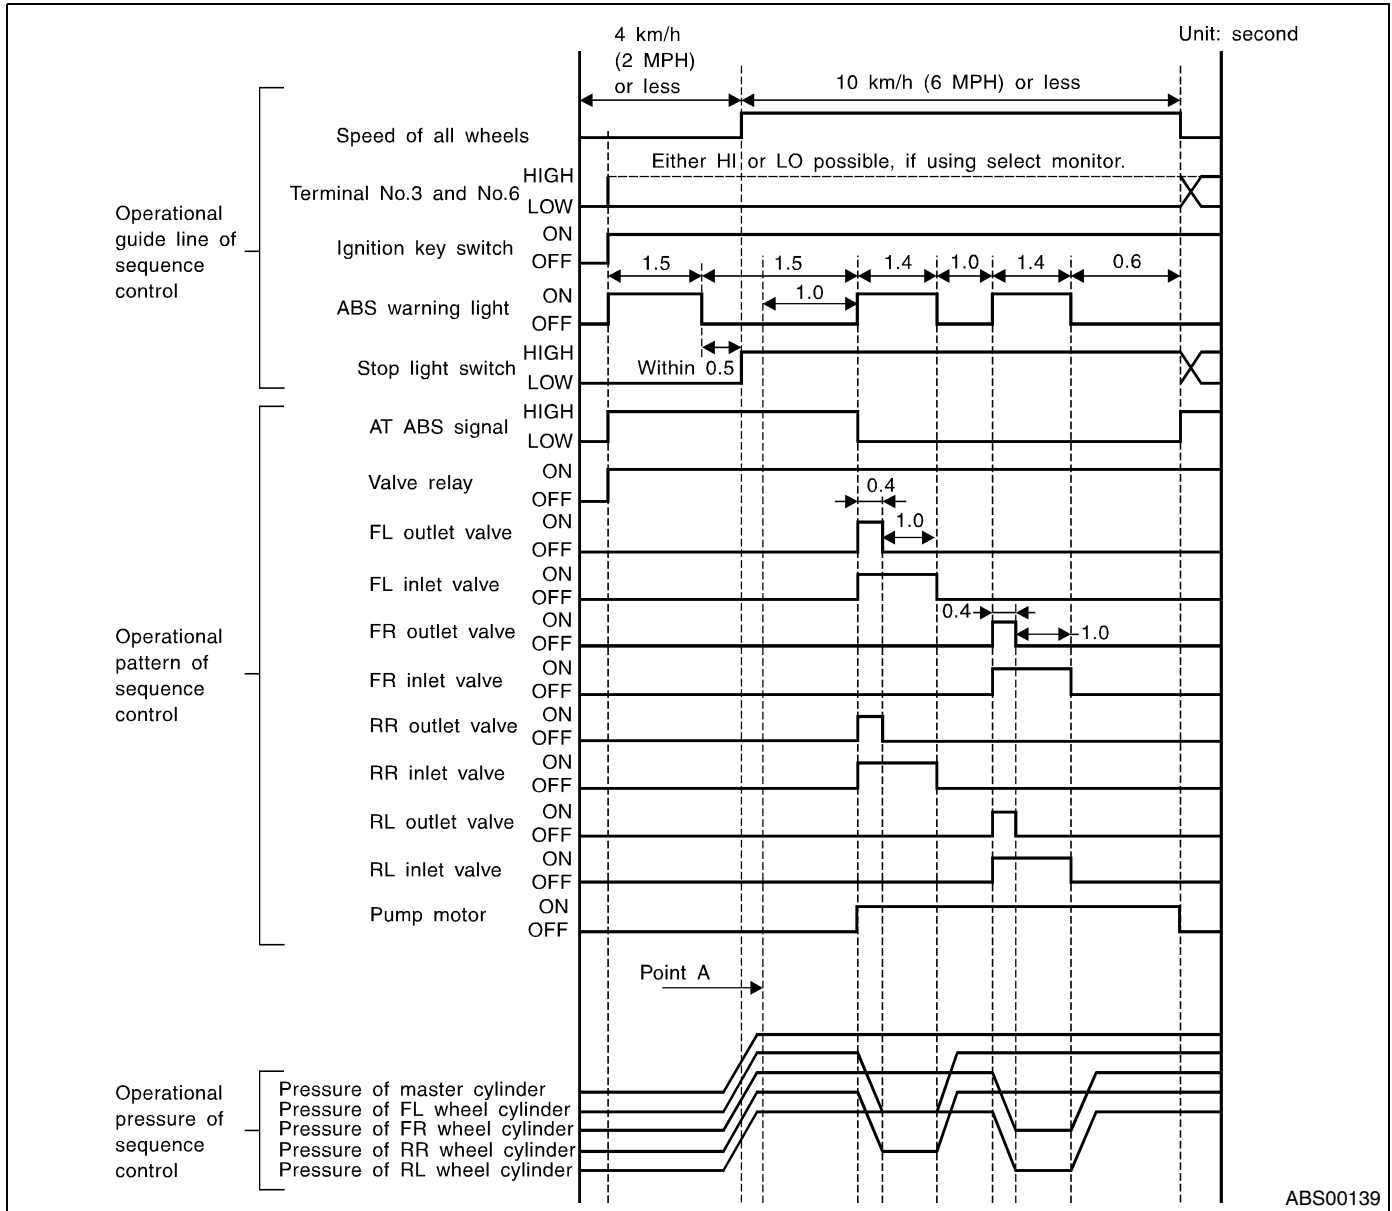 4 km/h
(2 MPH)
or less
Unit: second
10 km/h (6 MPH) or less
Speed of all wheels
Either HI or LO possible, if using select monitor.
Terminal No.3 and No.6
HIGH
LOW
Operational
guide line of
sequence
control
Ignition key switch
ON
OFF
1.5
1.5
1.4
1.0
1.4
0.6
ABS warning light
ON
OFF
1.0
Stop light switch
HIGH
LOW
Within 0.5
AT ABS signal
HIGH
LOW
Valve relay
ON
OFF
0.4
FL outlet valve
ON
OFF
1.0
FL inlet valve
ON
OFF
0.4
FR outlet valve
ON
OFF
1.0
Operational
pattern of
sequence
control
FR inlet valve
ON
OFF
RR outlet valve
ON
OFF
RR inlet valve
ON
OFF
RL outlet valve
ON
OFF
RL inlet valve
ON
OFF
Pump motor
ON
OFF
Point A
Operational
pressure of
sequence
control
Pressure of master cylinder
Pressure of FL wheel cylinder
Pressure of FR wheel cylinder
Pressure of RR wheel cylinder
Pressure of RL wheel cylinder
ABS00139